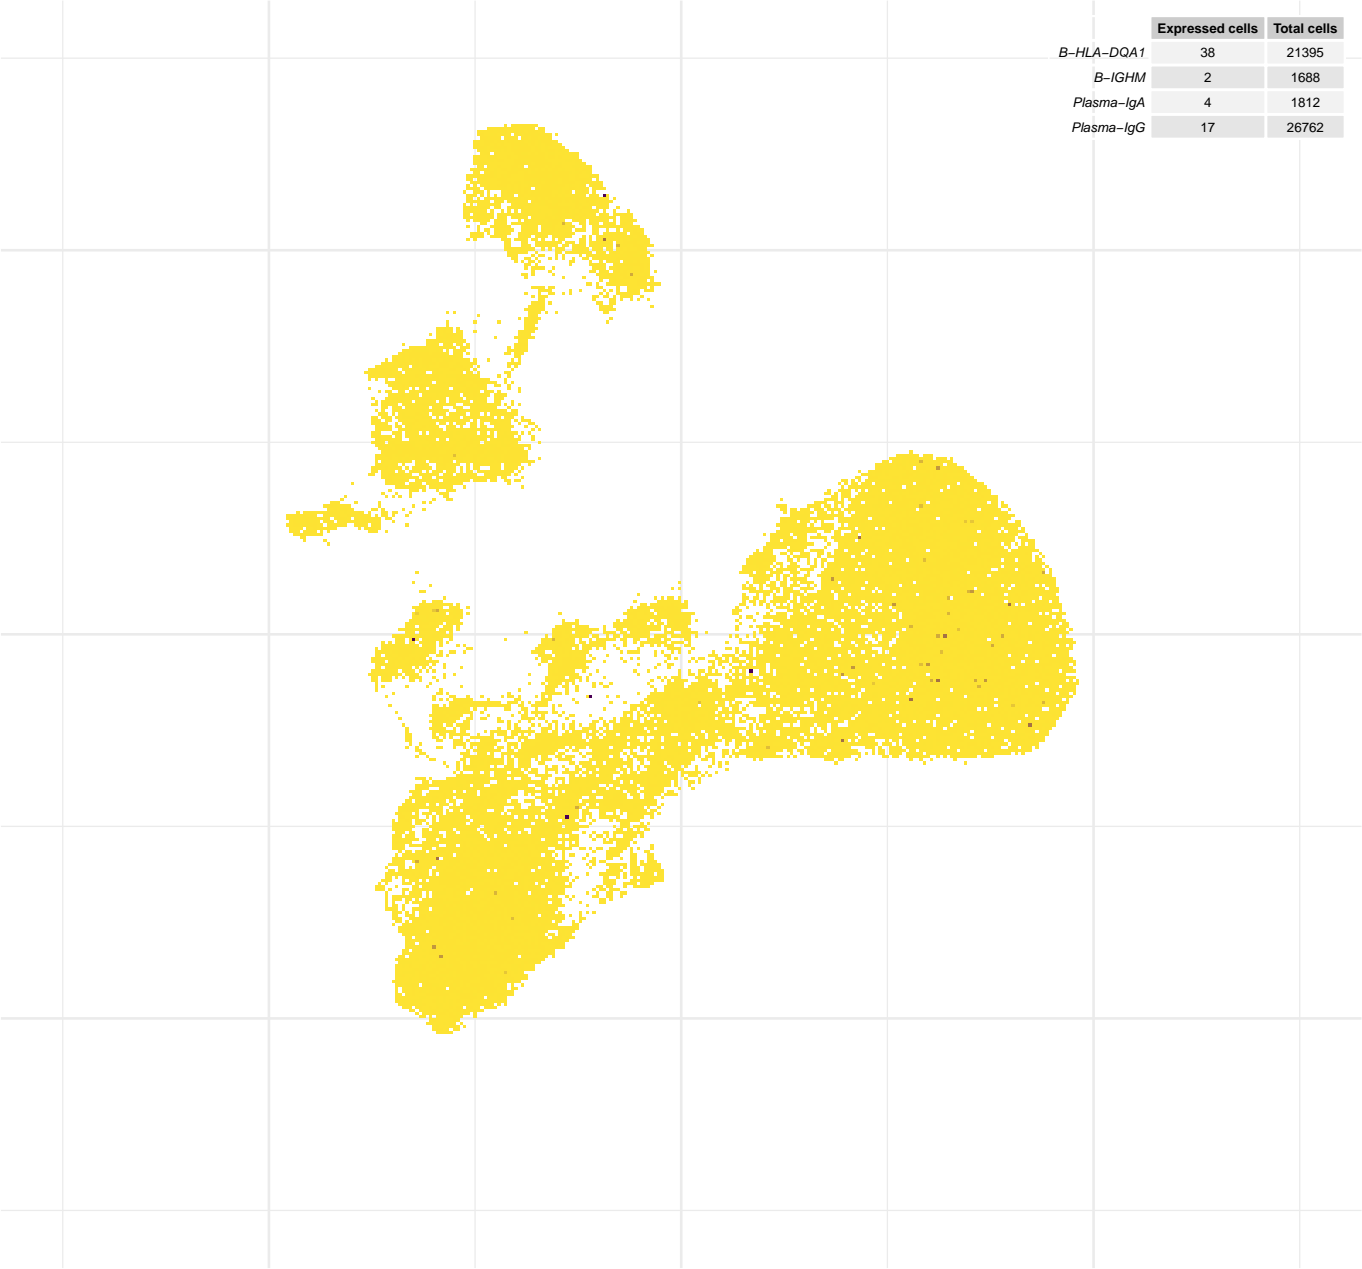 Expressed cells Total cells
B−HLA−DQA1 38 21395
B−IGHM 2 1688
Plasma−IgA 4 1812
Plasma−IgG 17 26762